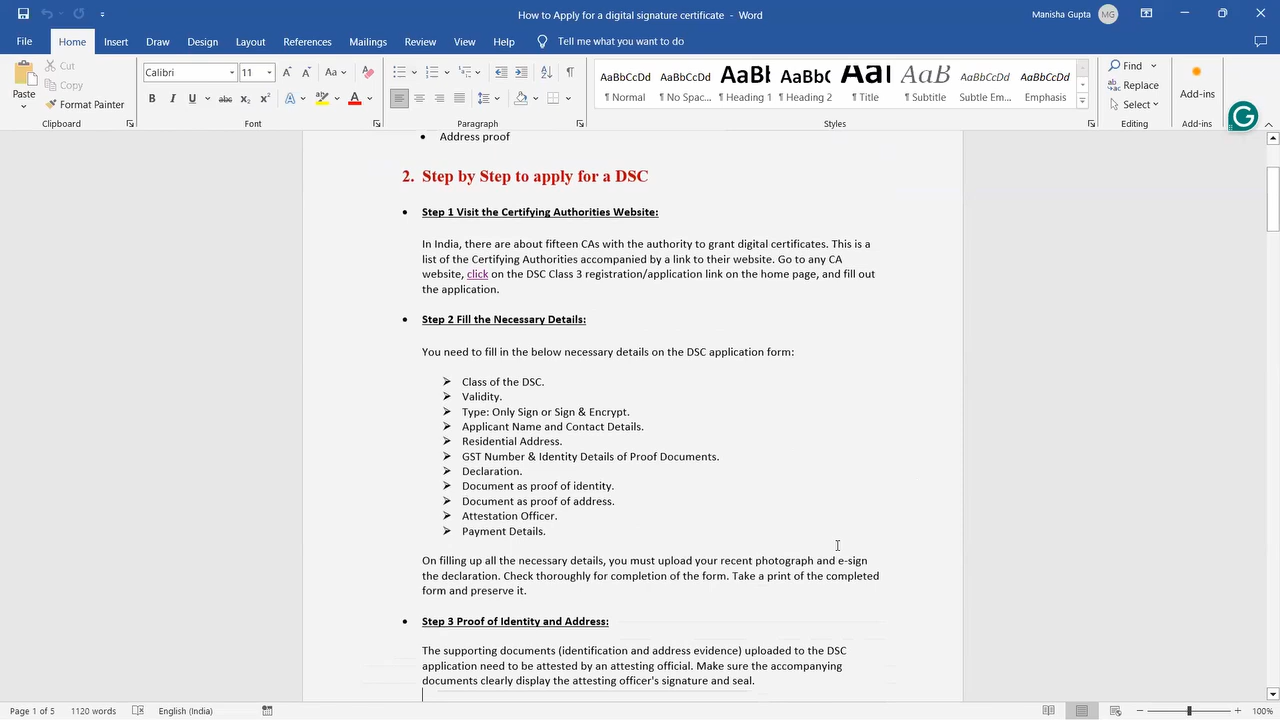 How to Apply for a digital signature certificate - Word
Manisha Gupta MG
File Home Insert Draw Design Layout References Mailings Review View Help Tell me what you want to do
Paste
Cut
Copy
Format Painter
Clipboard
Calibri 11
Font
Paragraph
AaBbCcDd AaBbCcDd AaBbC AaBbC AaB AaB AaBbCcDd AaBbCcDd
¶ Normal ¶ No Spac... ¶ Heading 1 ¶ Heading 2 ¶ Title ¶ Subtitle Subtle Em... Emphasis
Styles
Find
Replace
Select
Editing
Add-ins
Add-ins
• Address proof
2. Step by Step to apply for a DSC
• Step 1 Visit the Certifying Authorities Website:
In India, there are about fifteen CAs with the authority to grant digital certificates. This is a
list of the Certifying Authorities accompanied by a link to their website. Go to any CA
website, click on the DSC Class 3 registration/application link on the home page, and fill out
the application.
• Step 2 Fill the Necessary Details:
You need to fill in the below necessary details on the DSC application form:
➢ Class of the DSC.
➢ Validity.
➢ Type: Only Sign or Sign & Encrypt.
➢ Applicant Name and Contact Details.
➢ Residential Address.
➢ GST Number & Identity Details of Proof Documents.
➢ Declaration.
➢ Document as proof of identity.
➢ Document as proof of address.
➢ Attestation Officer.
➢ Payment Details.
On filling up all the necessary details, you must upload your recent photograph and e-sign
the declaration. Check thoroughly for completion of the form. Take a print of the completed
form and preserve it.
• Step 3 Proof of Identity and Address:
The supporting documents (identification and address evidence) uploaded to the DSC
application need to be attested by an attesting official. Make sure the accompanying
documents clearly display the attesting officer's signature and seal.
Page 1 of 5 1120 words English (India) 100%